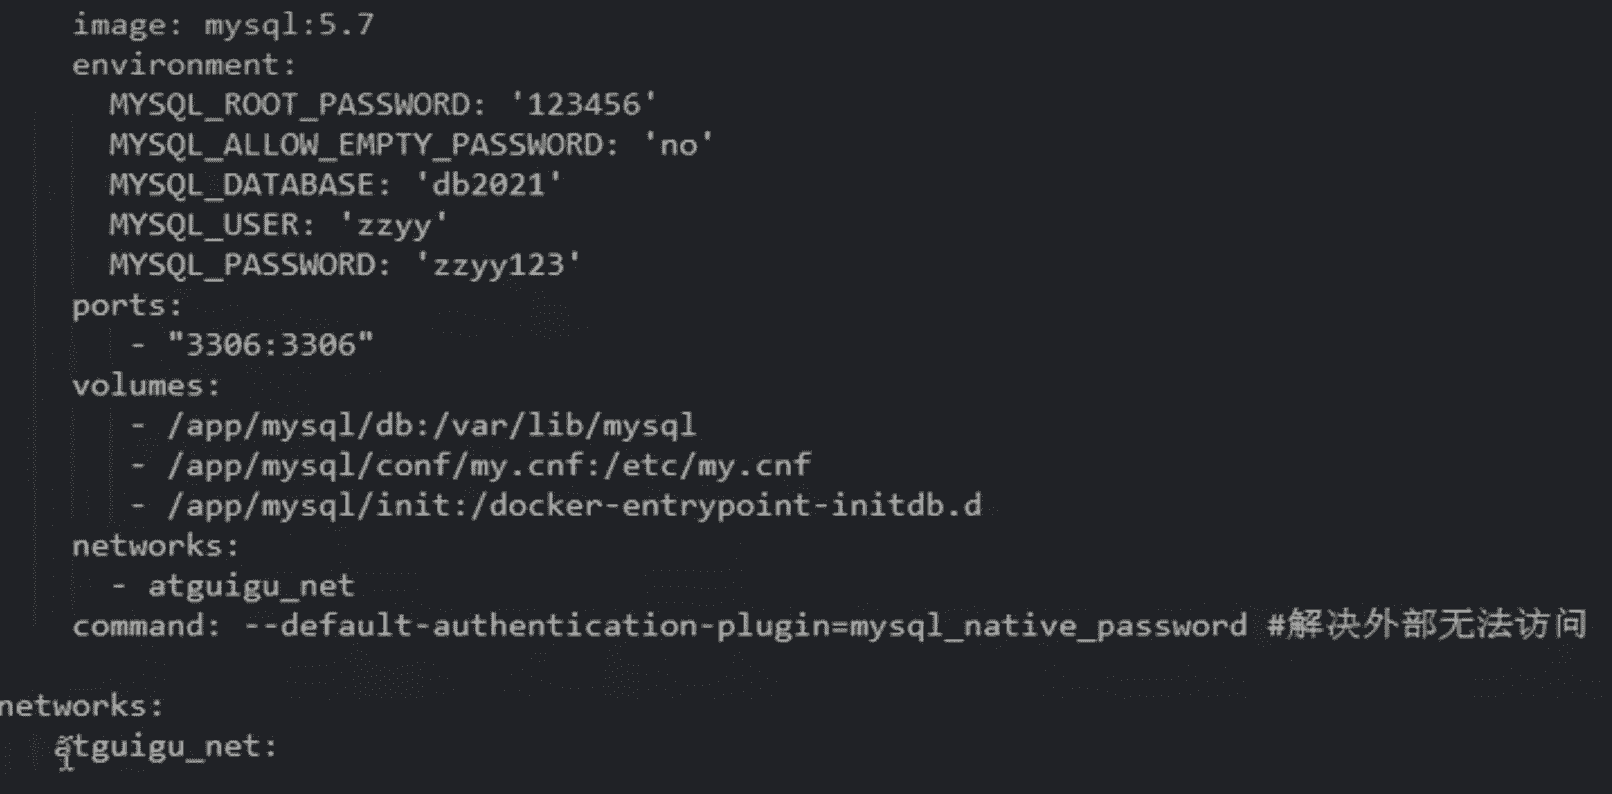 image: mysql:5.7
environment:
MYSQL_ROOT_PASSWORD: '123456'
MYSQL_ALLOW_EMPTY_PASSWORD: 'no'
MYSQL_DATABASE: 'db2021'
MYSQL_USER: 'zzyy'
MYSQL_PASSWORD: 'zzyy123'
ports:
- "3306:3306"
volumes:
- /app/mysql/db:/var/lib/mysql
- /app/mysql/conf/my.cnf:/etc/my.cnf
- /app/mysql/init:/docker-entrypoint-initdb.d
networks:
- atguigu_net
command: --default-authentication-plugin=mysql_native_password #解决外部无法访问
networks:
atguigu_net: